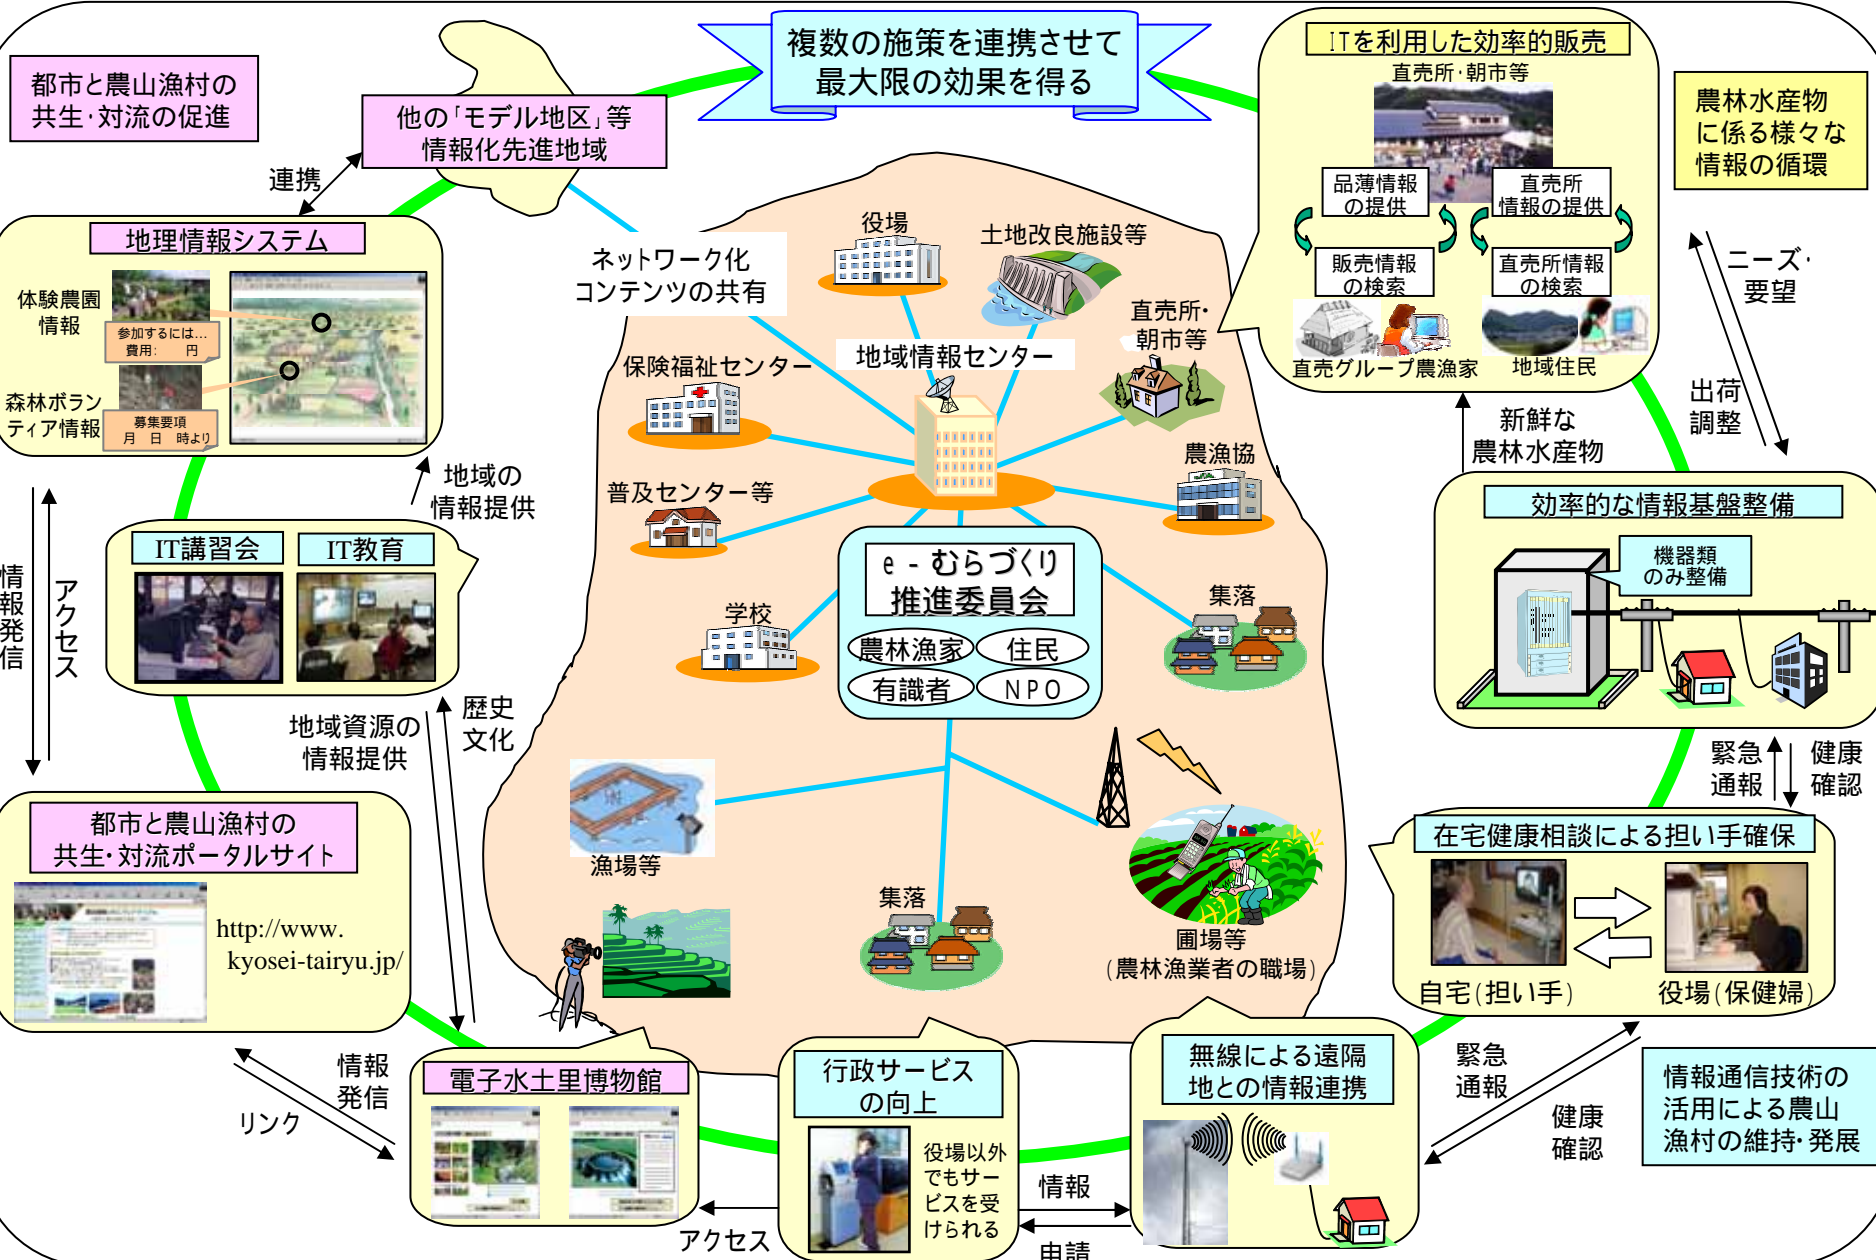 複数の施策を連携させて
最大限の効果を得る
都市と農山漁村の
共生・対流の促進
他の「モデル地区」等
情報化先進地域
連携
地理情報システム
体験農園
情報
参加するには…
費用:　　円
森林ボラン
ティア情報
募集要項
月　日　時より
ITを利用した効率的販売
直売所・朝市等
品薄情報
の提供
直売所
情報の提供
販売情報
の検索
直売所情報
の検索
直売グループ農漁家
地域住民
農林水産物
に係る様々な
情報の循環
ニーズ・
要望
出荷
調整
新鮮な
農林水産物
ネットワーク化
コンテンツの共有
役場
土地改良施設等
直売所・
朝市等
地域情報センター
保険福祉センター
農漁協
普及センター等
学校
集落
e - むらづくり
推進委員会
農林漁家
住民
有識者
NPO
漁場等
集落
圃場等
(農林漁業者の職場)
地域の
情報提供
IT講習会
IT教育
情報発信
アクセス
地域資源の
情報提供
歴史
文化
都市と農山漁村の
共生・対流ポータルサイト
http://www.
kyosei-tairyu.jp/
情報
発信
リンク
電子水土里博物館
アクセス
行政サービス
の向上
役場以外
でもサー
ビスを受
けられる
情報
申請
無線による遠隔
地との情報連携
効率的な情報基盤整備
機器類
のみ整備
緊急
通報
健康
確認
在宅健康相談による担い手確保
自宅(担い手)
役場(保健婦)
緊急
通報
健康
確認
情報通信技術の
活用による農山
漁村の維持・発展